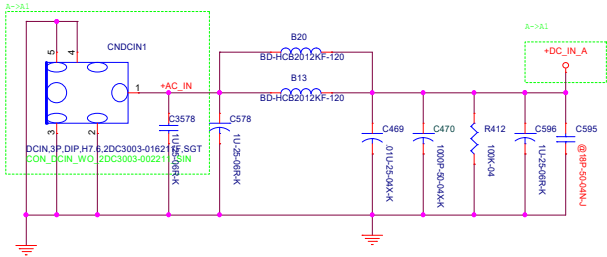 A->A1
CNDCIN1
5
4
1
3
2
+AC_IN
DCIN,3P,DIP,H7.6,2DC3003-016211F,SGT
B20
BD-HCB2012KF-120
B13
BD-HCB2012KF-120
C3578
C578
1U-25-06R-K
C469
.01U-25-04X-K
C470
1000P-50-04X-K
R412
100K-04
C596
1U-25-06R-K
C595
@18P-50-04N-J
A->A1
+DC_IN_A